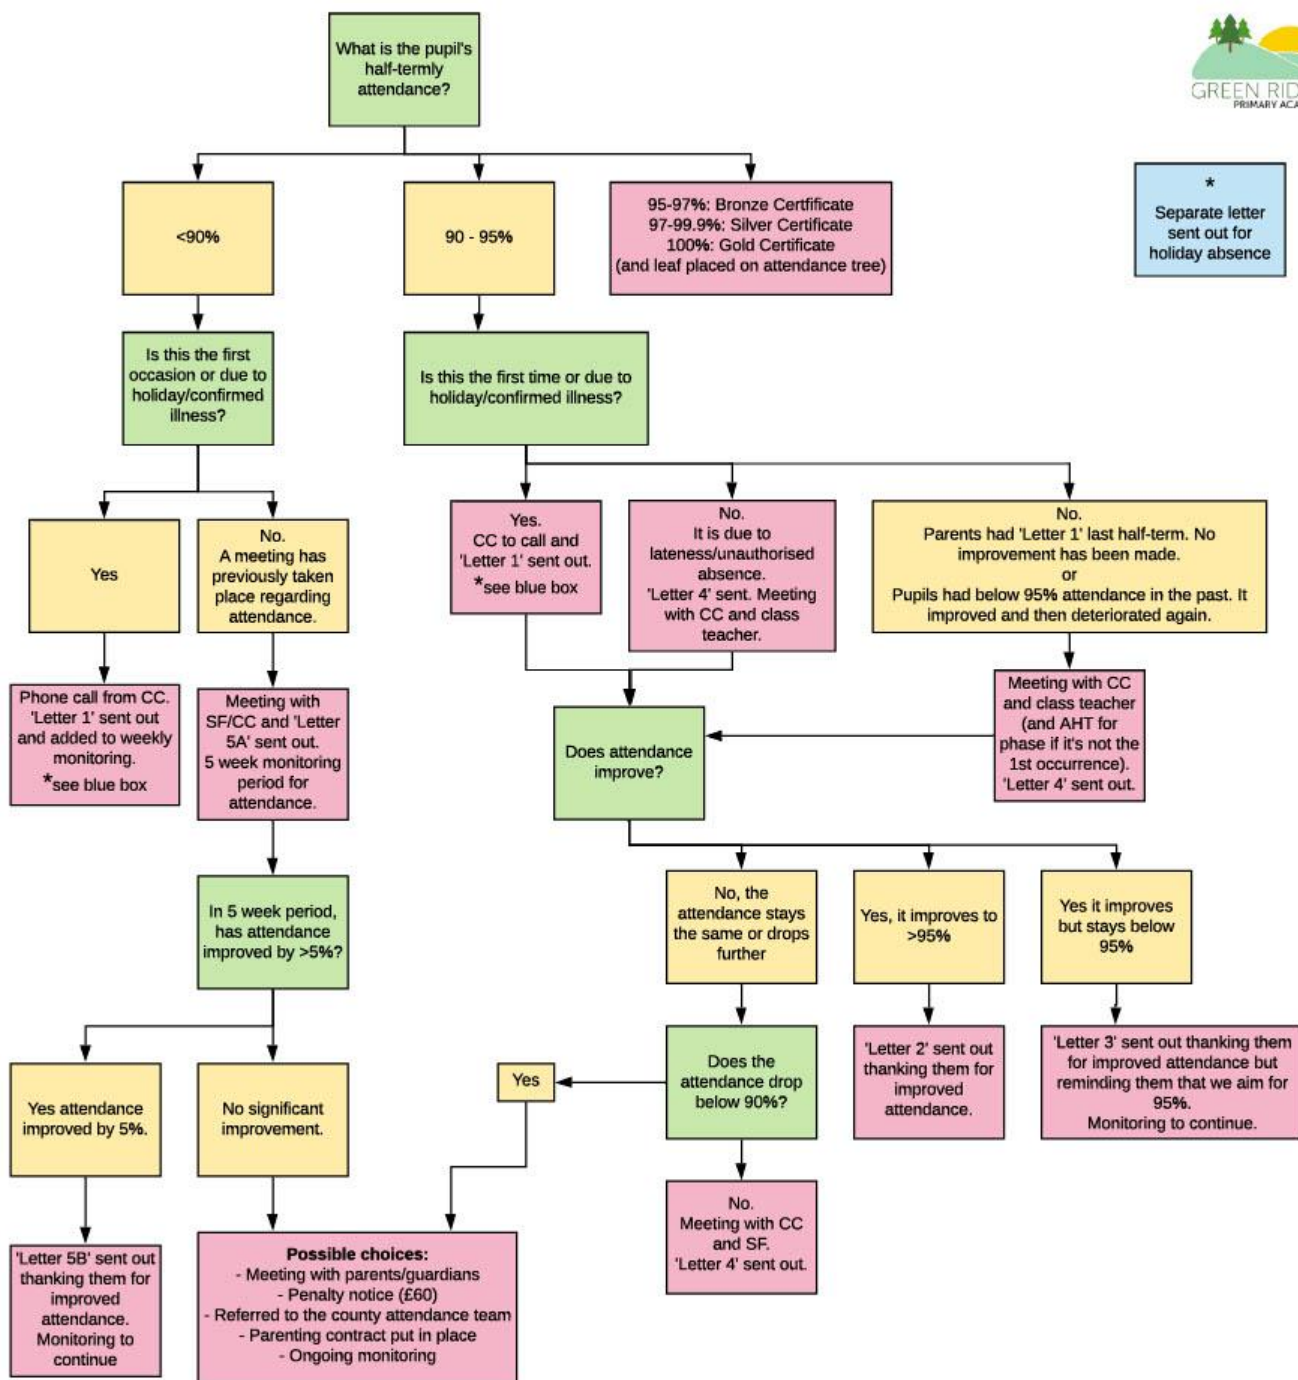 What is the pupil's
half-termly
attendance?
GREEN RID
PRIMARY ACA
*
Separate letter
sent out for
holiday absence
<90%
90 - 95%
95-97%: Bronze Certfificate
97-99.9%: Silver Certificate
100%: Gold Certificate
(and leaf placed on attendance tree)
Is this the first
occasion or due to
holiday/confirmed
illness?
Is this the first time or due to
holiday/confirmed illness?
Yes
No.
A meeting has
previously taken
place regarding
attendance.
Yes.
CC to call and
'Letter 1' sent out.
*see blue box
No.
It is due to
lateness/unauthorised
absence.
'Letter 4' sent. Meeting
with CC and class
teacher.
No.
Parents had 'Letter 1' last half-term. No
improvement has been made.
or
Pupils had below 95% attendance in the past. It
improved and then deteriorated again.
Phone call from CC.
'Letter 1' sent out
and added to weekly
monitoring.
*see blue box
Meeting with
SF/CC and 'Letter
5A' sent out.
5 week monitoring
period for
attendance.
Does attendance
improve?
Meeting with CC
and class teacher
(and AHT for
phase if it's not the
1st occurrence).
'Letter 4' sent out.
In 5 week period,
has attendance
improved by >5%?
No, the
attendance stays
the same or drops
further
Yes, it improves to
>95%
Yes it improves
but stays below
95%
Yes attendance
improved by 5%.
No significant
improvement.
Yes
Does the
attendance drop
below 90%?
'Letter 2' sent out
thanking them for
improved
attendance.
'Letter 3' sent out thanking them
for improved attendance but
reminding them that we aim for
95%.
Monitoring to continue.
'Letter 5B' sent out
thanking them for
improved
attendance.
Monitoring to
continue
Possible choices:
- Meeting with parents/guardians
- Penalty notice (£60)
- Referred to the county attendance team
- Parenting contract put in place
- Ongoing monitoring
No.
Meeting with CC
and SF.
'Letter 4' sent out.